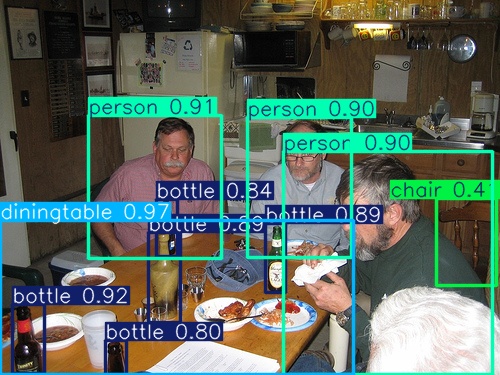 person 0.91
person 0.90
person 0.90
bottle 0.84
chair 0.4
diningtable 0.97
bottle 0.89
bottle 0.89
bottle 0.92
bottle 0.80